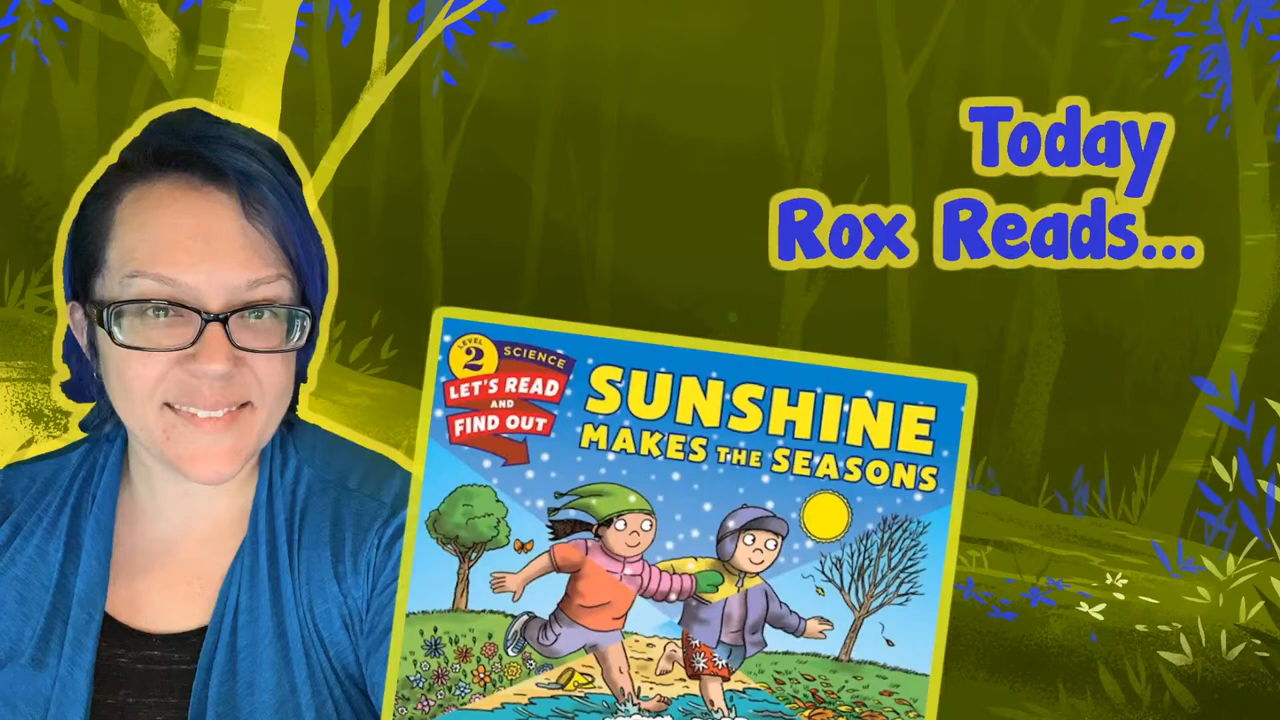 Today
Rox Reads...
LEVEL
2
SCIENCE
LET'S READ
AND
FIND OUT
SUNSHINE
MAKES THE SEASONS